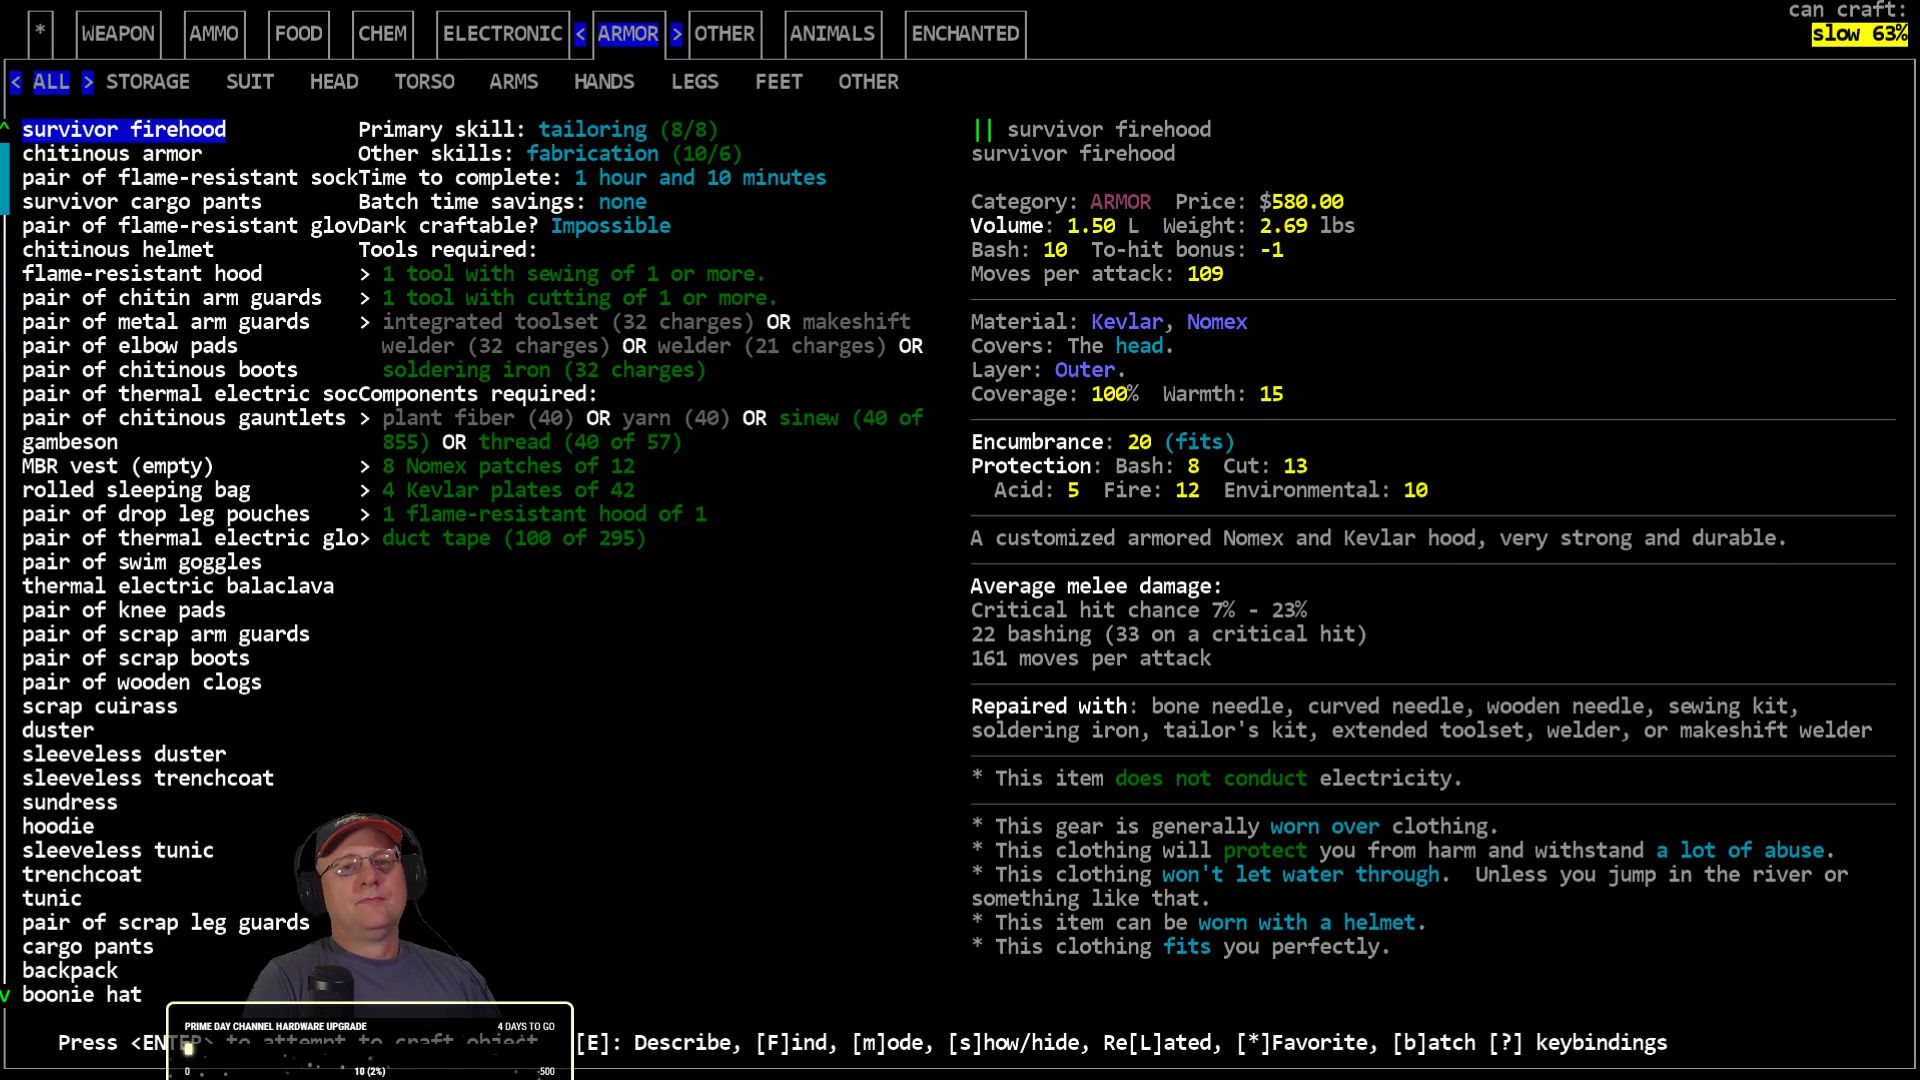 can craft:
* WEAPON AMMO FOOD CHEM ELECTRONIC < ARMOR > OTHER ANIMALS ENCHANTED slow 63%
< ALL > STORAGE SUIT HEAD TORSO ARMS HANDS LEGS FEET OTHER
survivor firehood
chitinous armor
pair of flame-resistant sock
survivor cargo pants
pair of flame-resistant glov
chitinous helmet
flame-resistant hood
pair of chitin arm guards
pair of metal arm guards
pair of elbow pads
pair of chitinous boots
pair of thermal electric soc
pair of chitinous gauntlets
gambeson
MBR vest (empty)
rolled sleeping bag
pair of drop leg pouches
pair of thermal electric glo
pair of swim goggles
thermal electric balaclava
pair of knee pads
pair of scrap arm guards
pair of scrap boots
pair of wooden clogs
scrap cuirass
duster
sleeveless duster
sleeveless trenchcoat
sundress
hoodie
sleeveless tunic
trenchcoat
tunic
pair of scrap leg guards
cargo pants
backpack
boonie hat
Primary skill: tailoring (8/8)
Other skills: fabrication (10/6)
Time to complete: 1 hour and 10 minutes
Batch time savings: none
Dark craftable? Impossible
Tools required:
> 1 tool with sewing of 1 or more.
> 1 tool with cutting of 1 or more.
> integrated toolset (32 charges) OR makeshift
welder (32 charges) OR welder (21 charges) OR
soldering iron (32 charges)
Components required:
> plant fiber (40) OR yarn (40) OR sinew (40 of
855) OR thread (40 of 57)
> 8 Nomex patches of 12
> 4 Kevlar plates of 42
> 1 flame-resistant hood of 1
> duct tape (100 of 295)
|| survivor firehood
survivor firehood
Category: ARMOR Price: $580.00
Volume: 1.50 L Weight: 2.69 lbs
Bash: 10 To-hit bonus: -1
Moves per attack: 109
Material: Kevlar, Nomex
Covers: The head.
Layer: Outer.
Coverage: 100% Warmth: 15
Encumbrance: 20 (fits)
Protection: Bash: 8 Cut: 13
Acid: 5 Fire: 12 Environmental: 10
A customized armored Nomex and Kevlar hood, very strong and durable.
Average melee damage:
Critical hit chance 7% - 23%
22 bashing (33 on a critical hit)
161 moves per attack
Repaired with: bone needle, curved needle, wooden needle, sewing kit,
soldering iron, tailor's kit, extended toolset, welder, or makeshift welder
* This item does not conduct electricity.
* This gear is generally worn over clothing.
* This clothing will protect you from harm and withstand a lot of abuse.
* This clothing won't let water through. Unless you jump in the river or
something like that.
* This item can be worn with a helmet.
* This clothing fits you perfectly.
Press <ENTER> to attempt to craft object [E]: Describe, [F]ind, [m]ode, [s]how/hide, Re[L]ated, [*]Favorite, [b]atch [?] keybindings
PRIME DAY CHANNEL HARDWARE UPGRADE 4 DAYS TO GO
0 10 (2%) -500